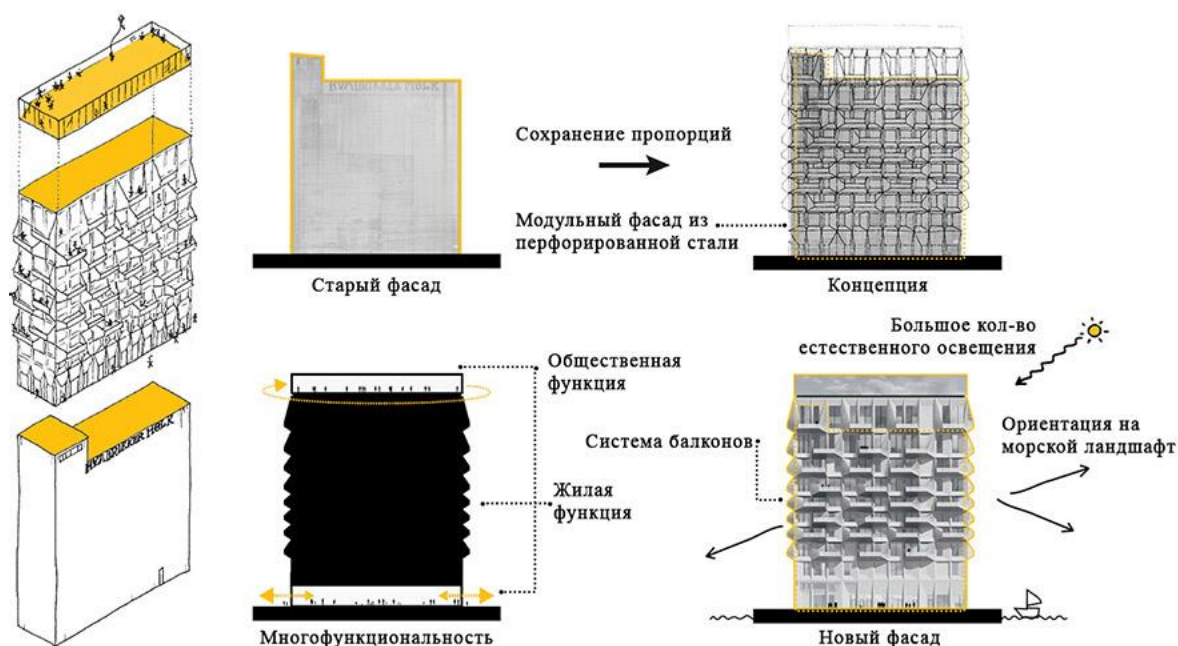 Сохранение пропорций
Модульный фасад из
перфорированной стали
Старый фасад
Концепция
Большое кол-во
естественного освещения
Общественная
функция
Ориентация на
морской ландшафт
Система балконов
Жилая
функция
Многофункциональность
Новый фасад